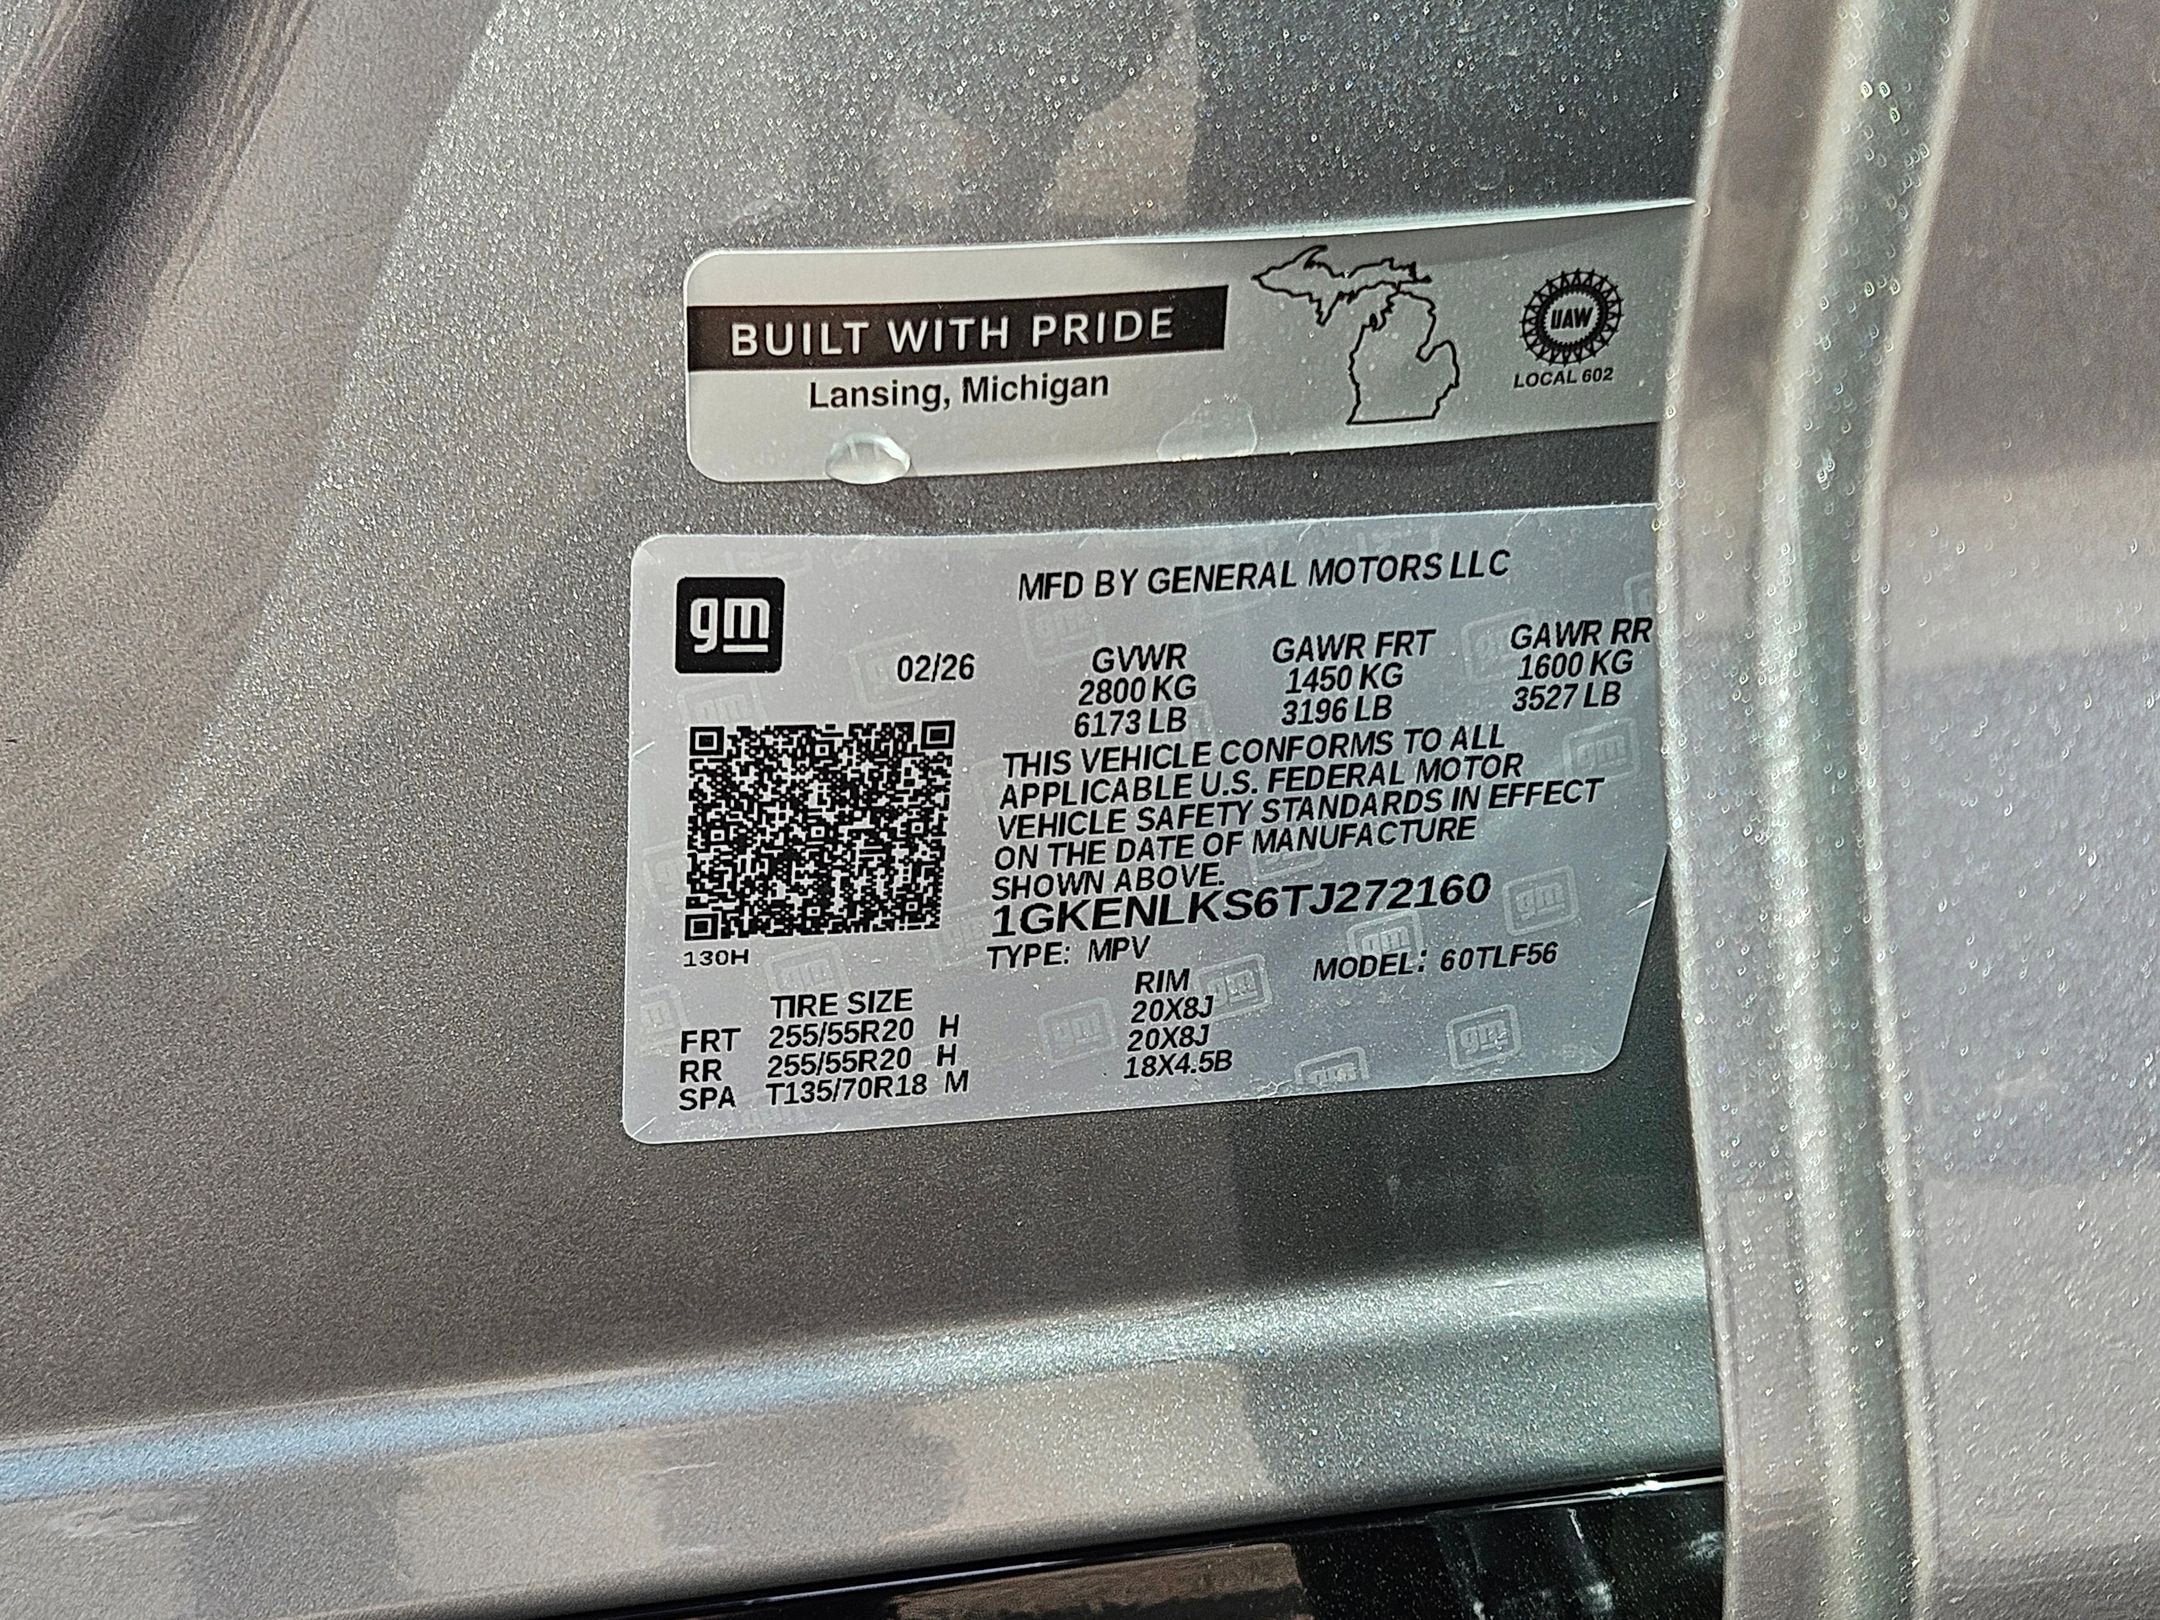 BUILT WITH PRIDE
Lansing, Michigan
UAW
LOCAL 602
gm
MFD BY GENERAL MOTORS LLC
02/26
GVWR GAWR FRT GAWR RR
2800 KG 1450 KG 1600 KG
6173 LB 3196 LB 3527 LB
THIS VEHICLE CONFORMS TO ALL
APPLICABLE U.S. FEDERAL MOTOR
VEHICLE SAFETY STANDARDS IN EFFECT
ON THE DATE OF MANUFACTURE
SHOWN ABOVE.
1GKENLKS6TJ272160
130H
TYPE: MPV MODEL: 60TLF56
TIRE SIZE RIM
FRT 255/55R20 H 20X8J
RR 255/55R20 H 20X8J
SPA T135/70R18 M 18X4.5B